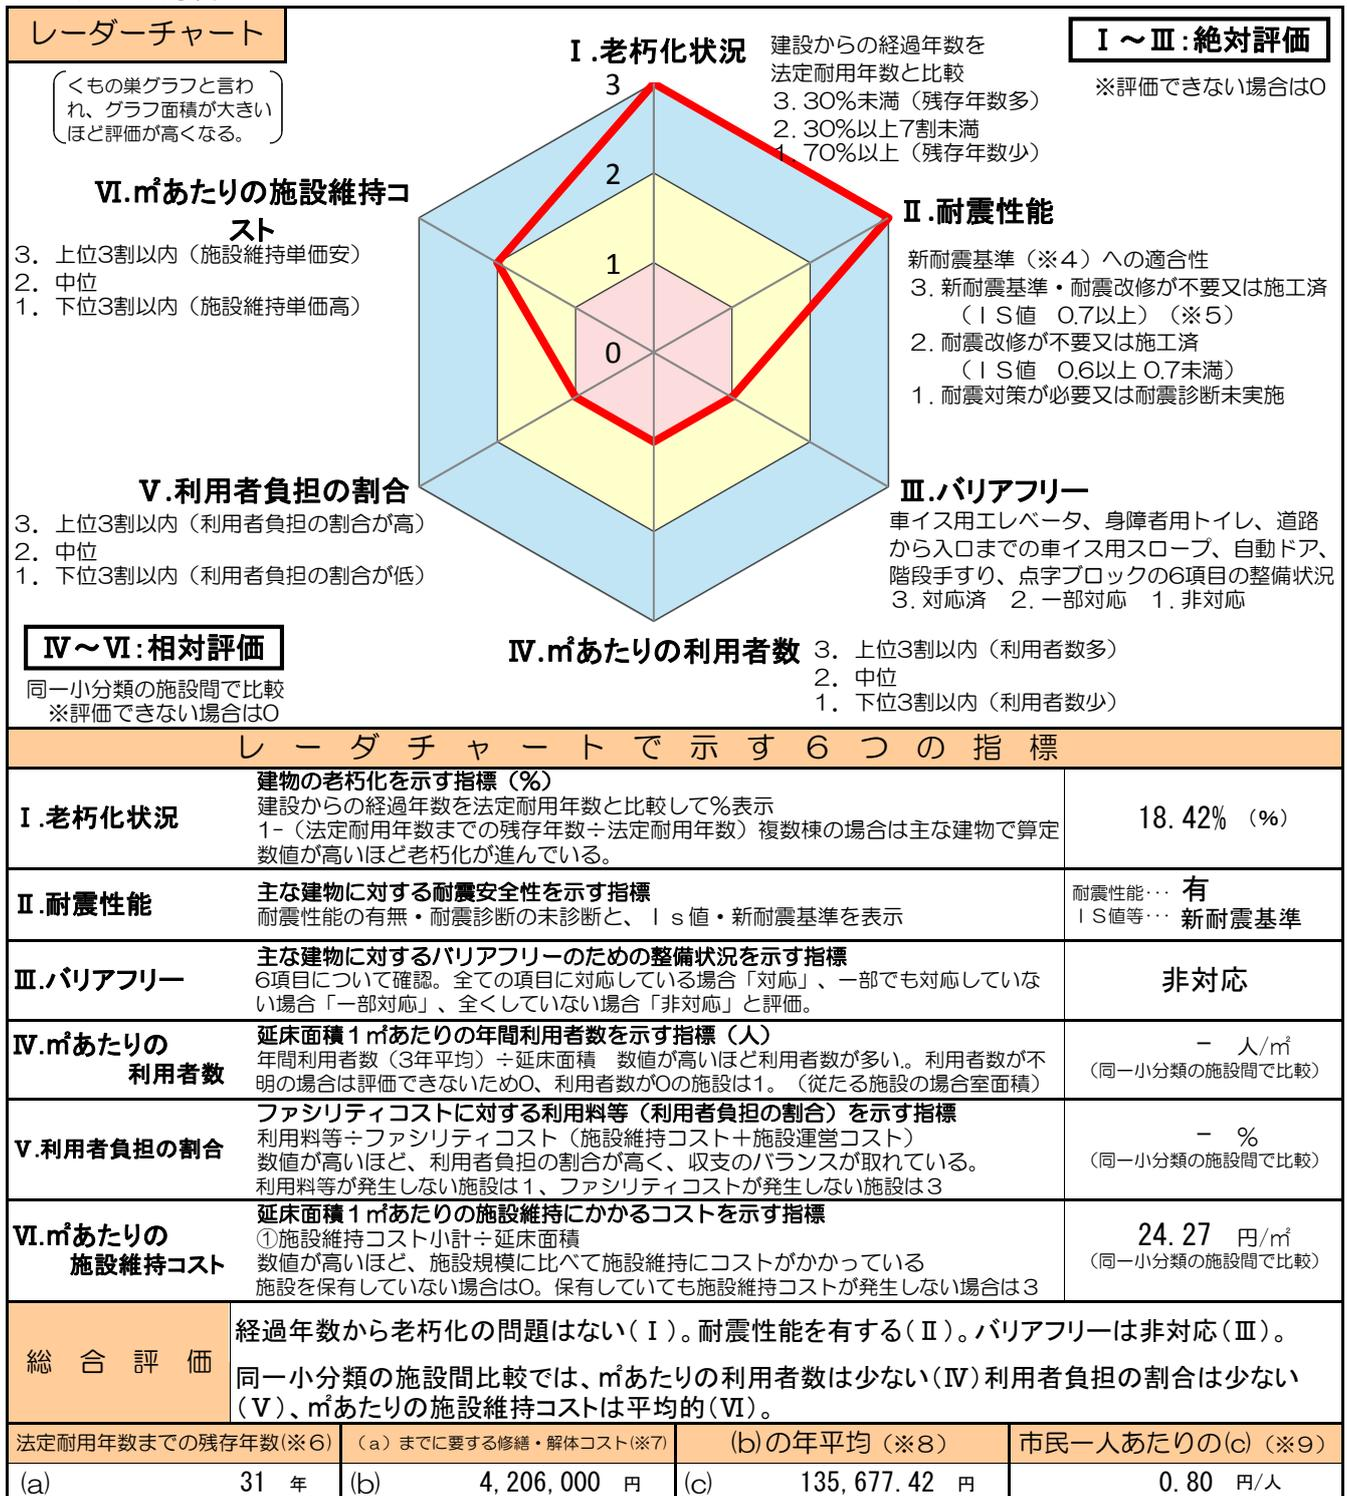 レーダーチャート
くもの巣グラフと言わ
れ、グラフ面積が大きい
ほど評価が高くなる。
Ⅰ～Ⅲ：絶対評価
※評価できない場合は0
Ⅰ.老朽化状況
建設からの経過年数を
法定耐用年数と比較
3. 30%未満（残存年数多）
2. 30%以上7割未満
1. 70%以上（残存年数少）
3
2
1
0
Ⅱ.耐震性能
新耐震基準（※4）への適合性
3. 新耐震基準・耐震改修が不要又は施工済
（ＩＳ値　0.7以上）（※5）
2. 耐震改修が不要又は施工済
（ＩＳ値　0.6以上 0.7未満）
1. 耐震対策が必要又は耐震診断未実施
Ⅵ.㎡あたりの施設維持コ
スト
3. 上位3割以内（施設維持単価安）
2. 中位
1. 下位3割以内（施設維持単価高）
Ⅴ.利用者負担の割合
3. 上位3割以内（利用者負担の割合が高）
2. 中位
1. 下位3割以内（利用者負担の割合が低）
Ⅲ.バリアフリー
車イス用エレベータ、身障者用トイレ、道路
から入口までの車イス用スロープ、自動ドア、
階段手すり、点字ブロックの6項目の整備状況
3. 対応済　2. 一部対応　1. 非対応
Ⅳ～Ⅵ：相対評価
同一小分類の施設間で比較
※評価できない場合は0
Ⅳ.㎡あたりの利用者数
3. 上位3割以内（利用者数多）
2. 中位
1. 下位3割以内（利用者数少）
レーダチャートで示す6つの指標
Ⅰ.老朽化状況
建物の老朽化を示す指標（％）
建設からの経過年数を法定耐用年数と比較して%表示
1-（法定耐用年数までの残存年数÷法定耐用年数）複数棟の場合は主な建物で算定
数値が高いほど老朽化が進んでいる。
18.42%（%）
Ⅱ.耐震性能
主な建物に対する耐震安全性を示す指標
耐震性能の有無・耐震診断の未診断と、Ｉｓ値・新耐震基準を表示
耐震性能･･･ 有
ＩＳ値等･･･ 新耐震基準
Ⅲ.バリアフリー
主な建物に対するバリアフリーのための整備状況を示す指標
6項目について確認。全ての項目に対応している場合「対応」、一部でも対応していな
い場合「一部対応」、全くしていない場合「非対応」と評価。
非対応
Ⅳ.㎡あたりの
利用者数
延床面積１㎡あたりの年間利用者数を示す指標（人）
年間利用者数（3年平均）÷延床面積　数値が高いほど利用者数が多い。利用者数が不
明の場合は評価できないため0、利用者数が0の施設は1。（従たる施設の場合室面積）
－　人/㎡
（同一小分類の施設間で比較）
Ⅴ.利用者負担の割合
ファシリティコストに対する利用料等（利用者負担の割合）を示す指標
利用料等÷ファシリティコスト（施設維持コスト＋施設運営コスト）
数値が高いほど、利用者負担の割合が高く、収支のバランスが取れている。
利用料等が発生しない施設は１、ファシリティコストが発生しない施設は３
－　％
（同一小分類の施設間で比較）
Ⅵ.㎡あたりの
施設維持コスト
延床面積１㎡あたりの施設維持にかかるコストを示す指標
①施設維持コスト小計÷延床面積
数値が高いほど、施設規模に比べて施設維持にコストがかかっている
施設を保有していない場合は0。保有していても施設維持コストが発生しない場合は３
24.27　円/㎡
（同一小分類の施設間で比較）
総合評価
経過年数から老朽化の問題はない(Ⅰ)。耐震性能を有する(Ⅱ)。バリアフリーは非対応(Ⅲ)。
同一小分類の施設間比較では、㎡あたりの利用者数は少ない(Ⅳ)利用者負担の割合は少ない
(Ⅴ)、㎡あたりの施設維持コストは平均的(Ⅵ)。
法定耐用年数までの残存年数(※6)
（a）までに要する修繕・解体コスト(※7)
(b)の年平均（※8）
市民一人あたりの(c)（※9）
(a)　31 年
(b)　4,206,000 円
(c)　135,677.42 円
0.80 円/人